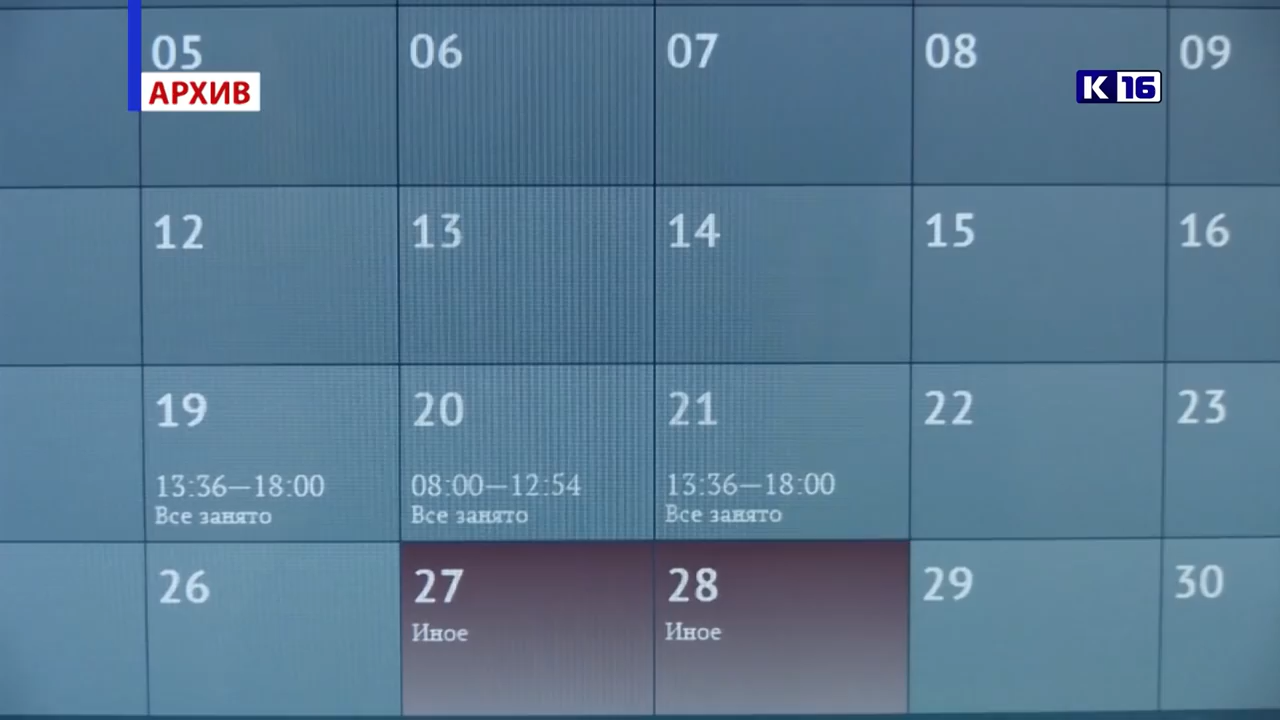 05 06 07 08 09
АРХИВ
К 16
12 13 14 15 16
19 20 21 22 23
13:36—18:00 08:00—12:54 13:36—18:00
Все занято Все занято Все занято
26 27 28 29 30
Иное Иное